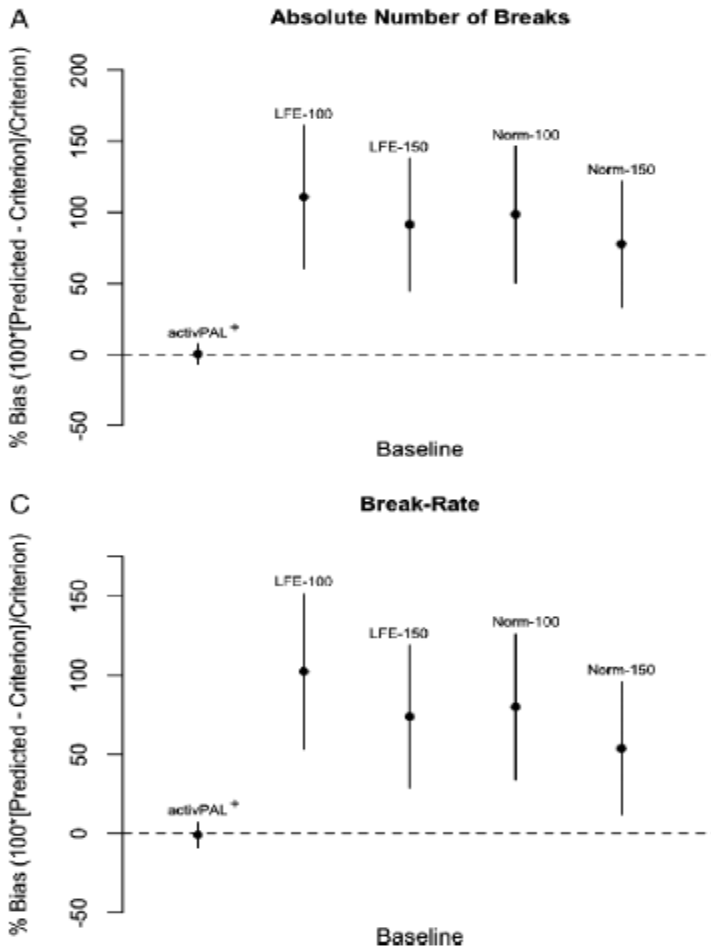 A
Absolute Number of Breaks
% Bias (100*[Predicted - Criterion]/Criterion)
200
150
100
50
0
-50
LFE-100
LFE-150
Norm-100
Norm-150
activPAL +
Baseline
C
Break-Rate
% Bias (100*[Predicted - Criterion]/Criterion)
150
100
50
0
-50
LFE-100
LFE-150
Norm-100
Norm-150
activPAL +
Baseline